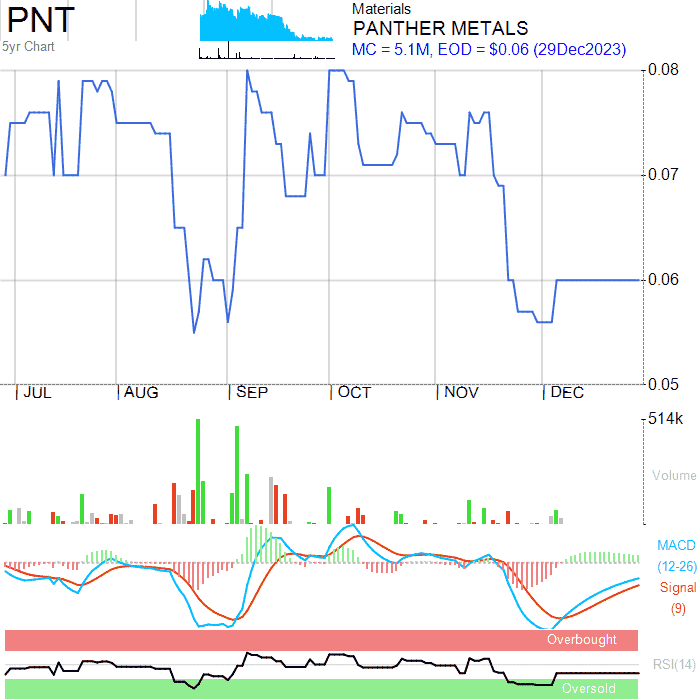 PNT
5yr Chart
Materials
PANTHER METALS
MC = 5.1M, EOD = $0.06 (29Dec2023)
0.08
0.07
0.06
0.05
JUL AUG SEP OCT NOV DEC
514k
Volume
MACD
(12-26)
Signal
(9)
Overbought
RSI(14)
Oversold